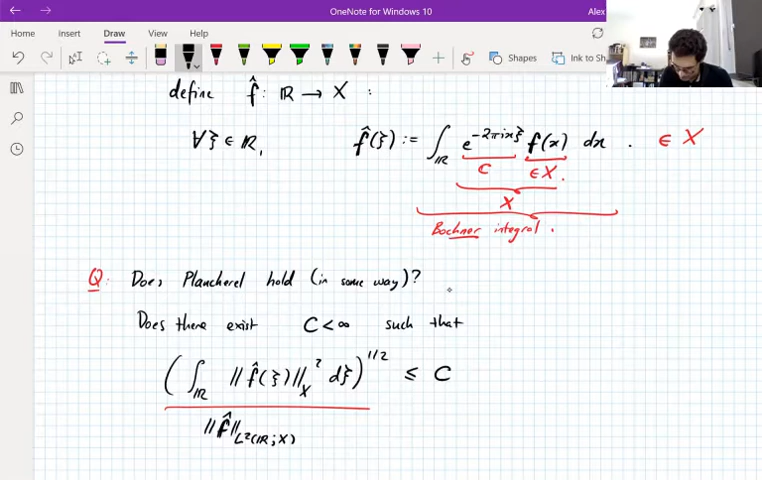 OneNote for Windows 10
Alex
Home Insert Draw View Help
Shapes Ink to Sh
define f̂ : ℝ → X :
∀ ξ ∈ ℝ, f̂(ξ) := ∫_ℝ e^{-2πixξ} f(x) dx . ∈ X
ℂ ∈ X.
X
Bochner integral .
Q: Does Plancherel hold (in some way)?
Does there exist C < ∞ such that
( ∫_ℝ ‖f̂(ξ)‖_X^2 dξ )^{1/2} ≤ C
‖f̂‖_{L^2(ℝ;X)}